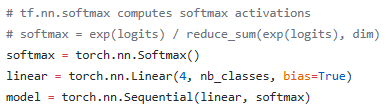 # tf.nn.softmax computes softmax activations
# softmax = exp(logits) / reduce_sum(exp(logits), dim)
softmax = torch.nn.Softmax()
linear = torch.nn.Linear(4, nb_classes, bias=True)
model = torch.nn.Sequential(linear, softmax)